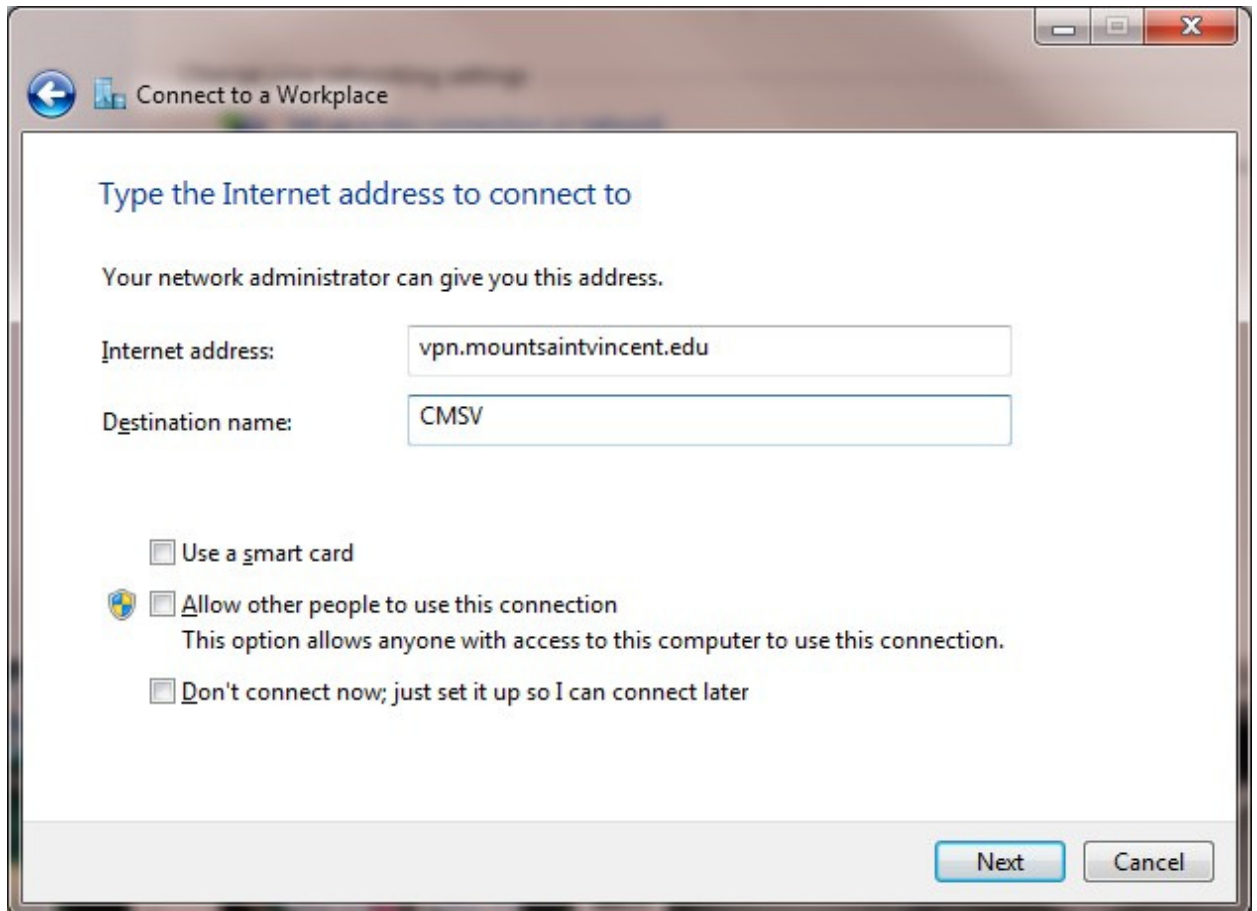 Connect to a Workplace
Type the Internet address to connect to
Your network administrator can give you this address.
Internet address: vpn.mountsaintvincent.edu
Destination name: CMSV
Use a smart card
Allow other people to use this connection
This option allows anyone with access to this computer to use this connection.
Don't connect now; just set it up so I can connect later
Next Cancel